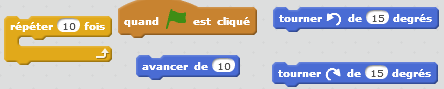 répéter 10 fois
quand est cliqué
avancer de 10
tourner de 15 degrés
tourner de 15 degrés